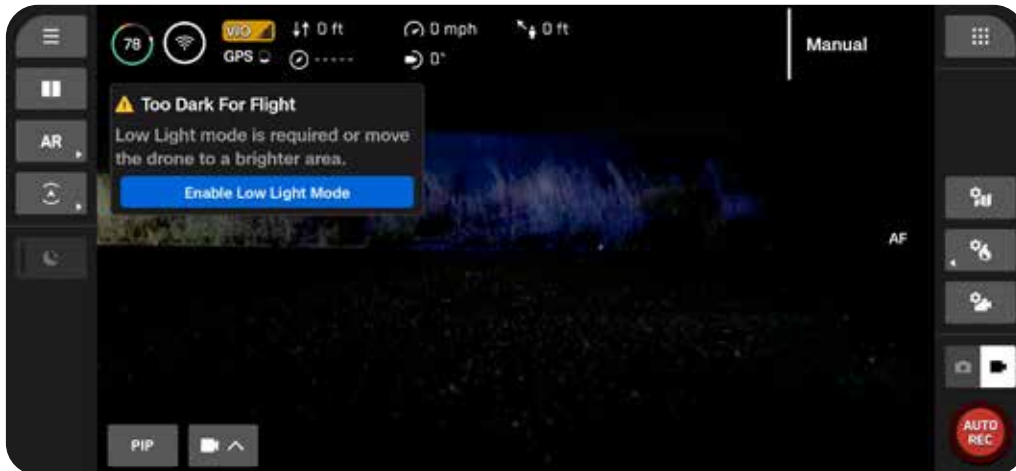 78
VIO
0 ft
0 mph
0 ft
GPS
-----
0°
Manual
Too Dark For Flight
Low Light mode is required or move
the drone to a brighter area.
Enable Low Light Mode
AR
AF
PIP
AUTO
REC